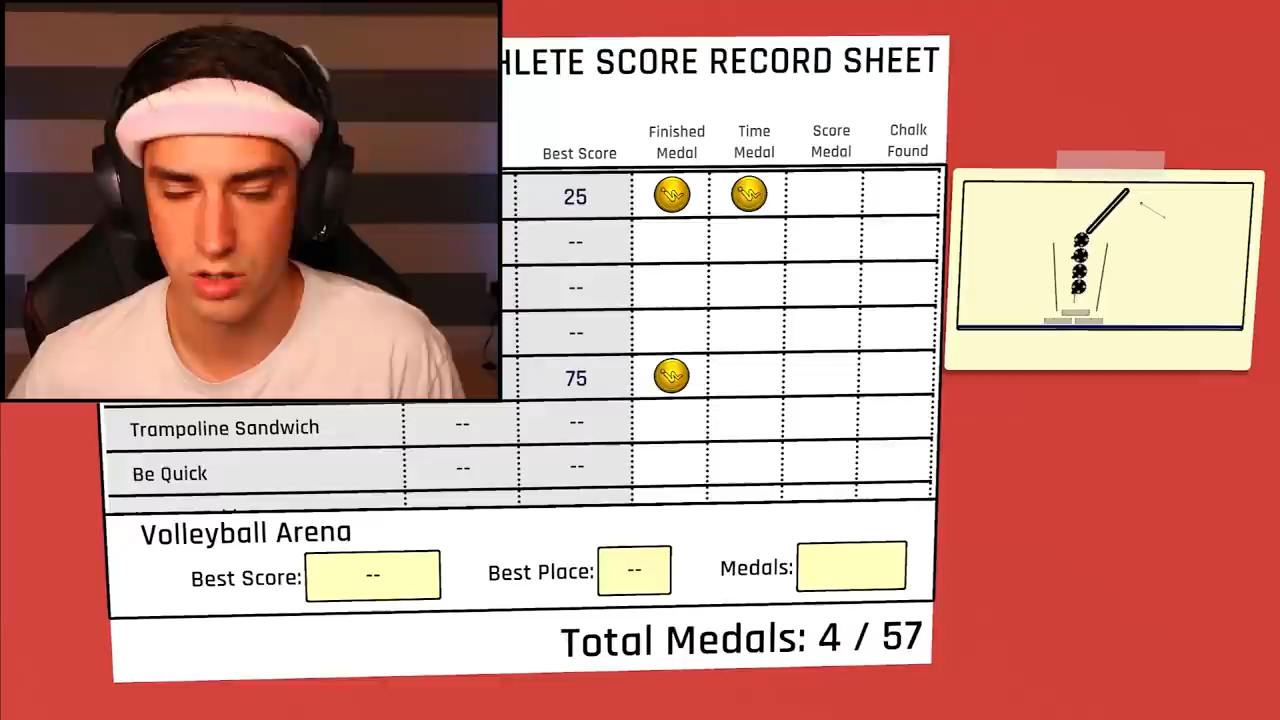 HLETE SCORE RECORD SHEET
Best Score Finished Medal Time Medal Score Medal Chalk Found
25
--
--
--
75
Trampoline Sandwich -- --
Be Quick -- --
Volleyball Arena
Best Score: -- Best Place: -- Medals:
Total Medals: 4 / 57